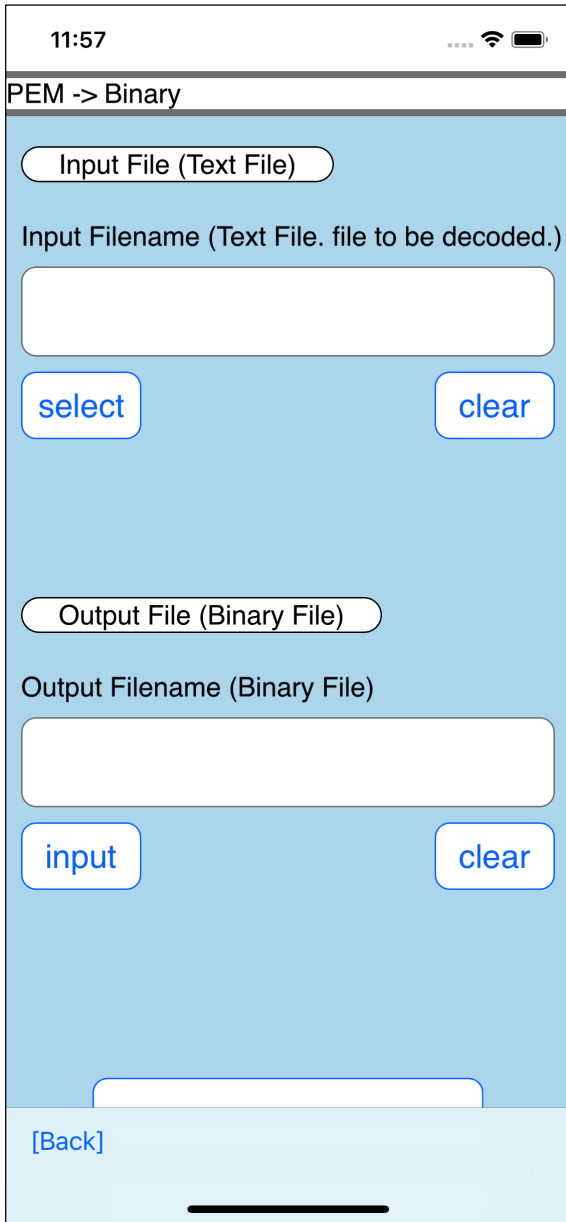 11:57
PEM -> Binary
Input File (Text File)
Input Filename (Text File. file to be decoded.)
select
clear
Output File (Binary File)
Output Filename (Binary File)
input
clear
[Back]